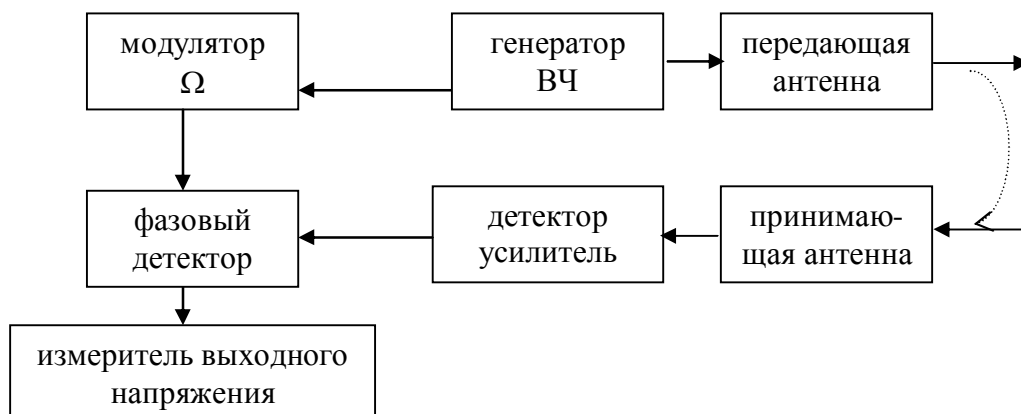 модулятор
Ω
генератор
ВЧ
передающая
антенна
фазовый
детектор
детектор
усилитель
принимаю-
щая антенна
измеритель выходного
напряжения